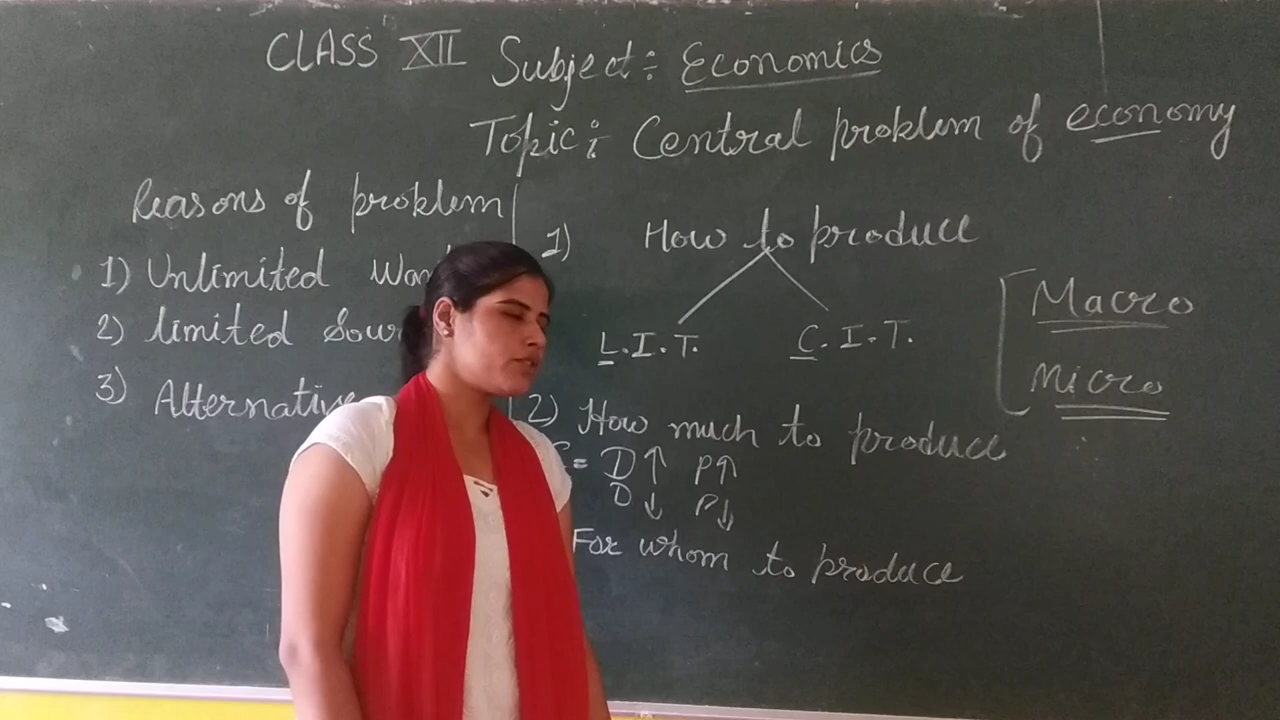 CLASS XII Subject: Economics
Topic: Central problem of economy
Reasons of problem
1) Unlimited
2) limited
3) Alternative
1) How to produce
L.I.T. C.I.T.
2) How much to produce
= D↑ P↑
D↓ P↓
For whom to produce
Macro
Micro